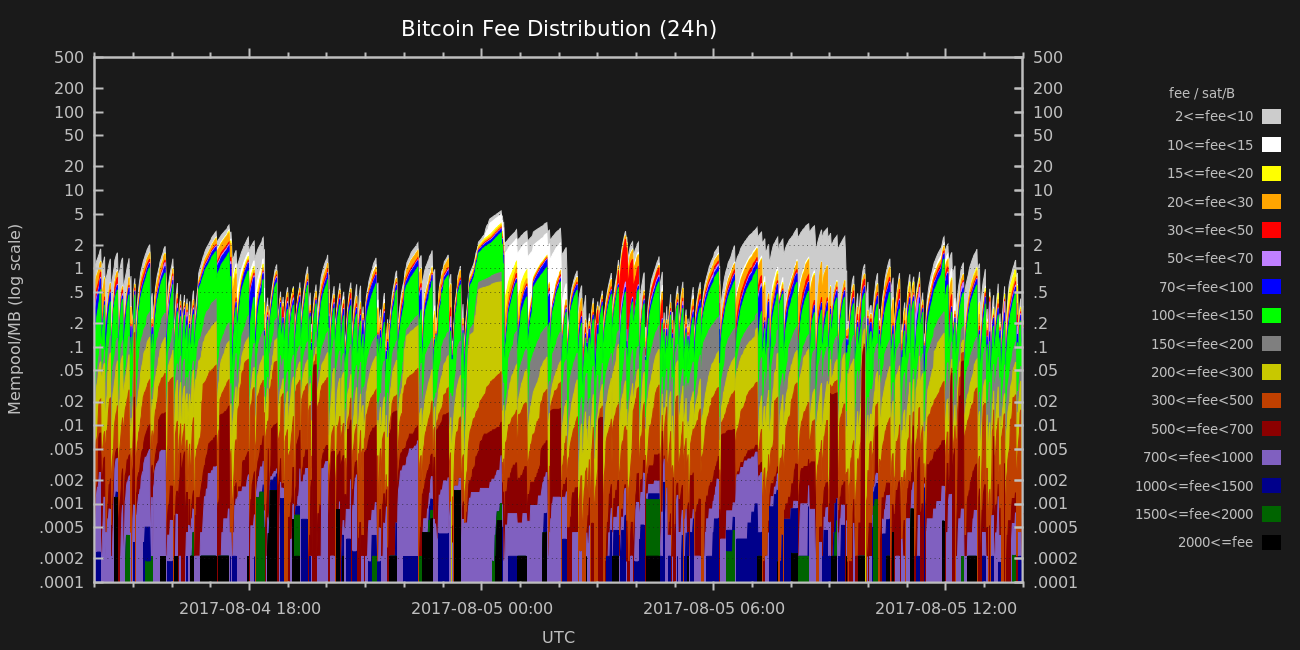 Bitcoin Fee Distribution (24h)
500
200
100
50
20
10
5
2
1
.5
.2
.1
.05
.02
.01
.005
.002
.001
.0005
.0002
.0001
Mempool/MB (log scale)
500
200
100
50
20
10
5
2
1
.5
.2
.1
.05
.02
.01
.005
.002
.001
.0005
.0002
.0001
fee / sat/B
2<=fee<10
10<=fee<15
15<=fee<20
20<=fee<30
30<=fee<50
50<=fee<70
70<=fee<100
100<=fee<150
150<=fee<200
200<=fee<300
300<=fee<500
500<=fee<700
700<=fee<1000
1000<=fee<1500
1500<=fee<2000
2000<=fee
2017-08-04 18:00
2017-08-05 00:00
2017-08-05 06:00
2017-08-05 12:00
UTC